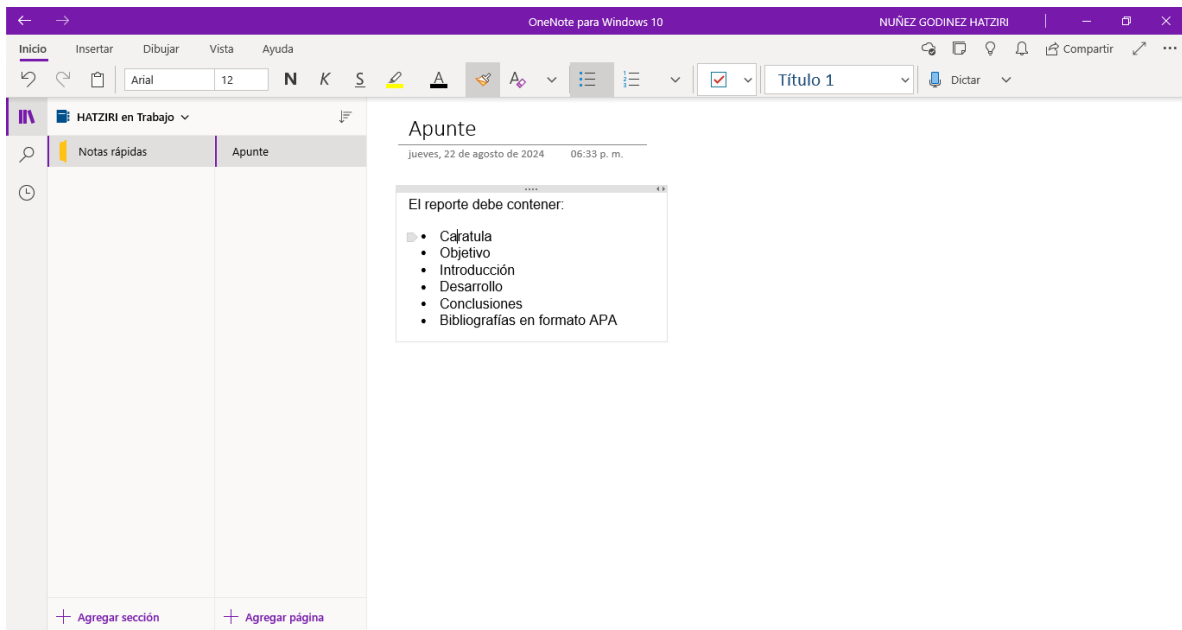 OneNote para Windows 10
NUÑEZ GODINEZ HATZIRI
Inicio Insertar Dibujar Vista Ayuda
Compartir
Arial 12 N K S A A Título 1 Dictar
HATZIRI en Trabajo
Notas rápidas
Apunte
Apunte
jueves, 22 de agosto de 2024 06:33 p. m.
El reporte debe contener:
• Caratula
• Objetivo
• Introducción
• Desarrollo
• Conclusiones
• Bibliografías en formato APA
Agregar sección
Agregar página